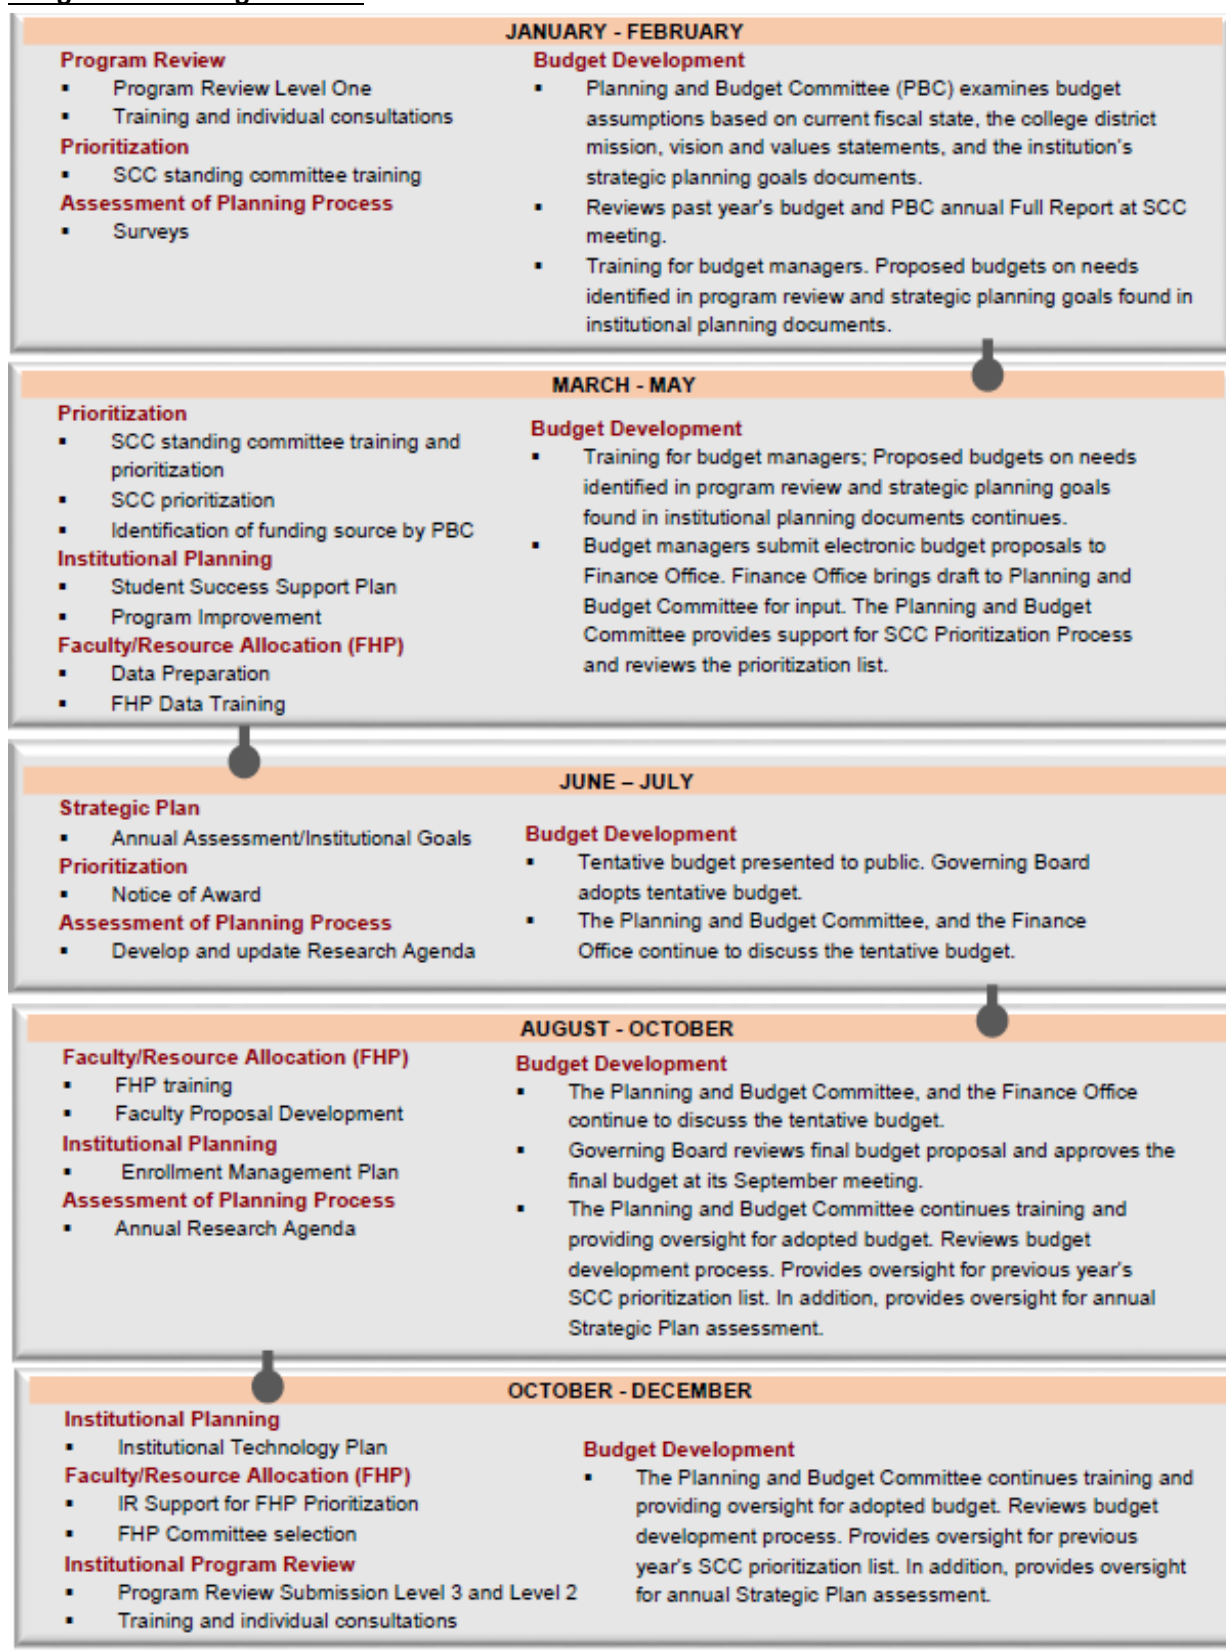 JANUARY - FEBRUARY
Program Review
▪ Program Review Level One
▪ Training and individual consultations
Prioritization
▪ SCC standing committee training
Assessment of Planning Process
▪ Surveys
Budget Development
▪ Planning and Budget Committee (PBC) examines budget
assumptions based on current fiscal state, the college district
mission, vision and values statements, and the institution's
strategic planning goals documents.
▪ Reviews past year's budget and PBC annual Full Report at SCC
meeting.
▪ Training for budget managers. Proposed budgets on needs
identified in program review and strategic planning goals found in
institutional planning documents.
MARCH - MAY
Prioritization
▪ SCC standing committee training and
prioritization
▪ SCC prioritization
▪ Identification of funding source by PBC
Institutional Planning
▪ Student Success Support Plan
▪ Program Improvement
Faculty/Resource Allocation (FHP)
▪ Data Preparation
▪ FHP Data Training
Budget Development
▪ Training for budget managers; Proposed budgets on needs
identified in program review and strategic planning goals
found in institutional planning documents continues.
▪ Budget managers submit electronic budget proposals to
Finance Office. Finance Office brings draft to Planning and
Budget Committee for input. The Planning and Budget
Committee provides support for SCC Prioritization Process
and reviews the prioritization list.
JUNE – JULY
Strategic Plan
▪ Annual Assessment/Institutional Goals
Prioritization
▪ Notice of Award
Assessment of Planning Process
▪ Develop and update Research Agenda
Budget Development
▪ Tentative budget presented to public. Governing Board
adopts tentative budget.
▪ The Planning and Budget Committee, and the Finance
Office continue to discuss the tentative budget.
AUGUST - OCTOBER
Faculty/Resource Allocation (FHP)
▪ FHP training
▪ Faculty Proposal Development
Institutional Planning
▪ Enrollment Management Plan
Assessment of Planning Process
▪ Annual Research Agenda
Budget Development
▪ The Planning and Budget Committee, and the Finance Office
continue to discuss the tentative budget.
▪ Governing Board reviews final budget proposal and approves the
final budget at its September meeting.
▪ The Planning and Budget Committee continues training and
providing oversight for adopted budget. Reviews budget
development process. Provides oversight for previous year's
SCC prioritization list. In addition, provides oversight for annual
Strategic Plan assessment.
OCTOBER - DECEMBER
Institutional Planning
▪ Institutional Technology Plan
Faculty/Resource Allocation (FHP)
▪ IR Support for FHP Prioritization
▪ FHP Committee selection
Institutional Program Review
▪ Program Review Submission Level 3 and Level 2
▪ Training and individual consultations
Budget Development
▪ The Planning and Budget Committee continues training and
providing oversight for adopted budget. Reviews budget
development process. Provides oversight for previous
year's SCC prioritization list. In addition, provides oversight
for annual Strategic Plan assessment.